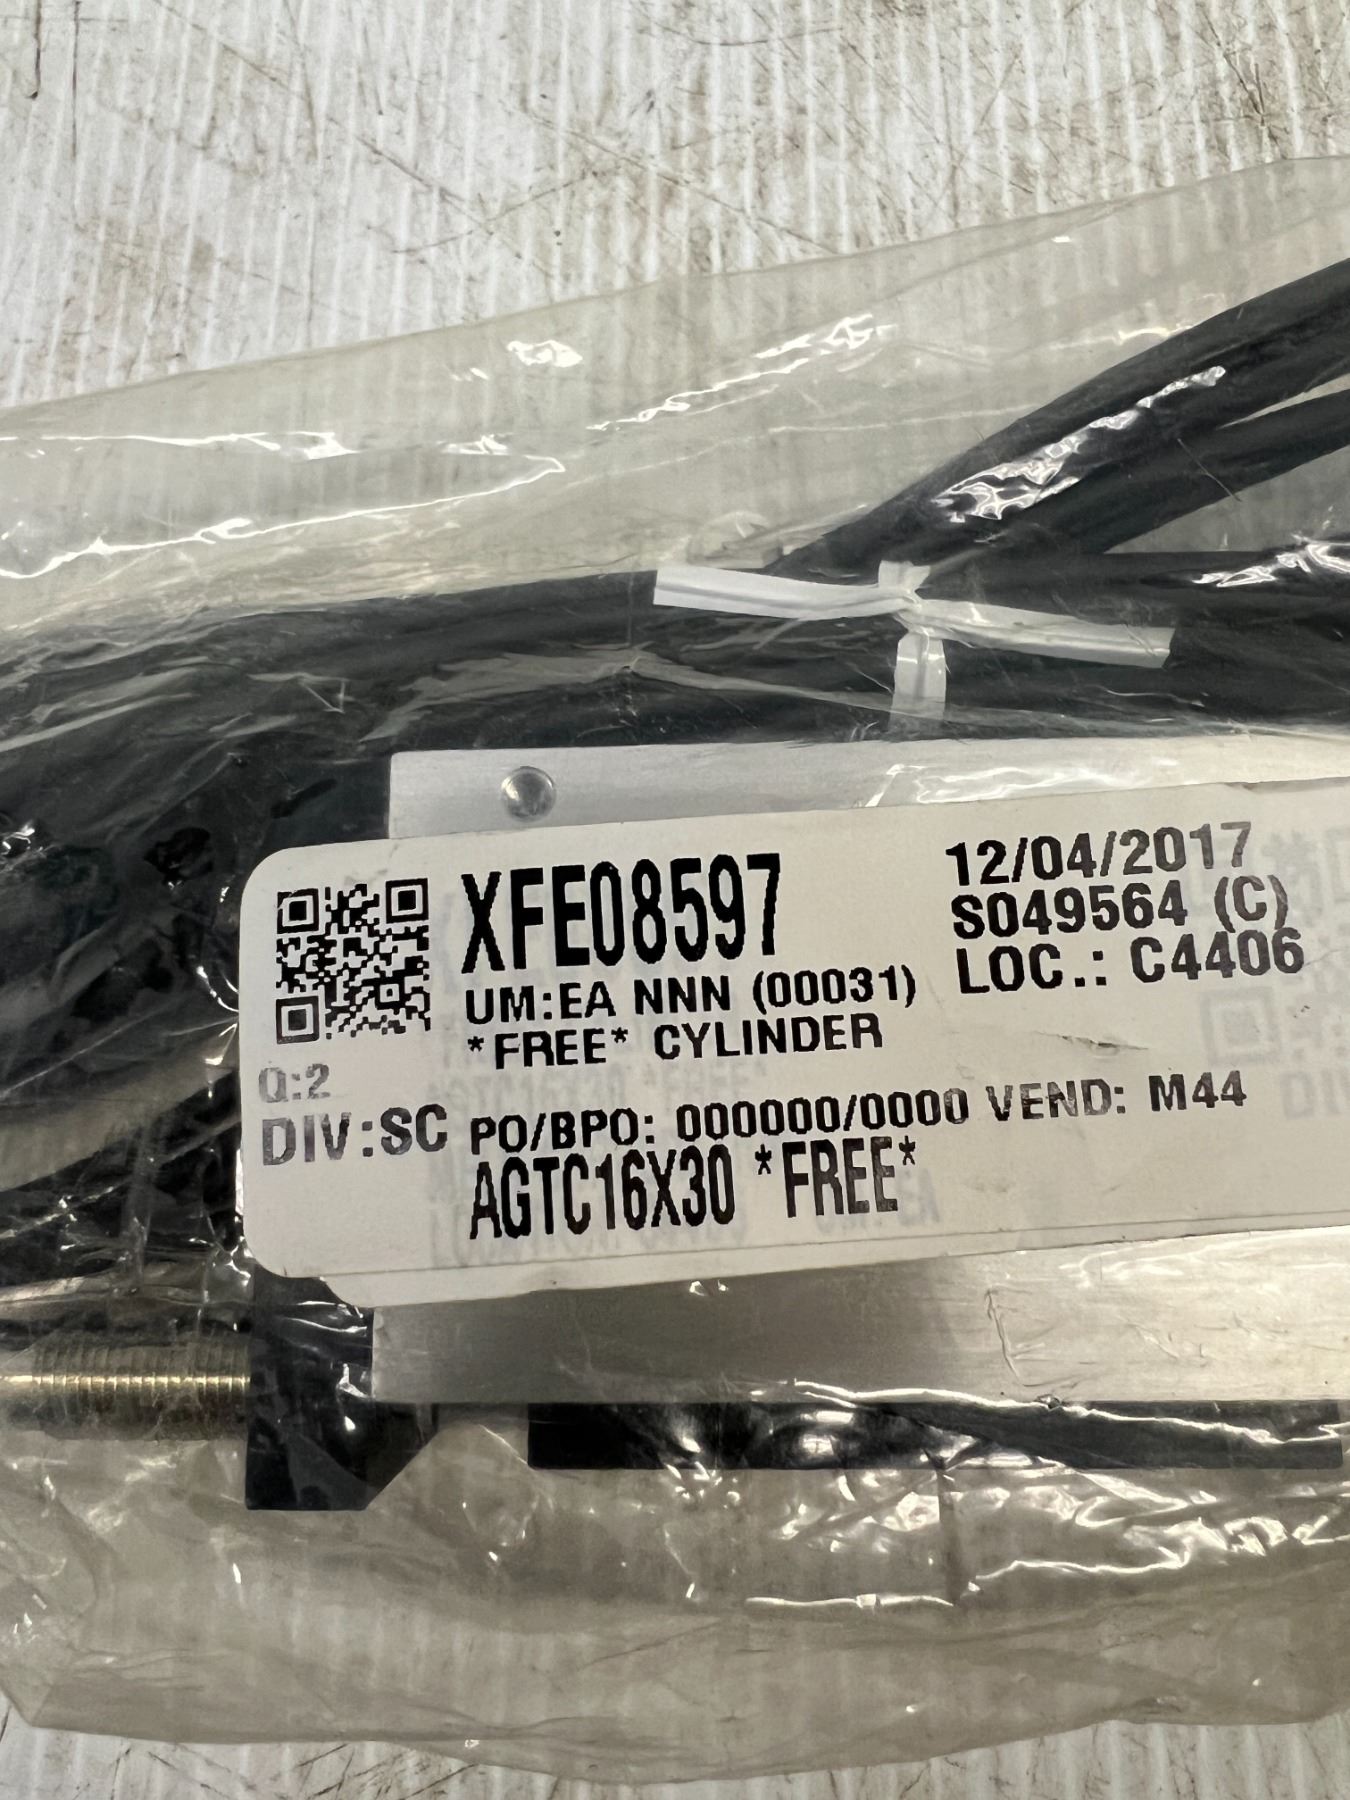 XFE08597
12/04/2017
S049564 (C)
LOC.: C4406
UM:EA NNN (00031)
*FREE* CYLINDER
Q:2
DIV:SC
PO/BPO: 000000/0000 VEND: M44
AGTC16X30 *FREE*